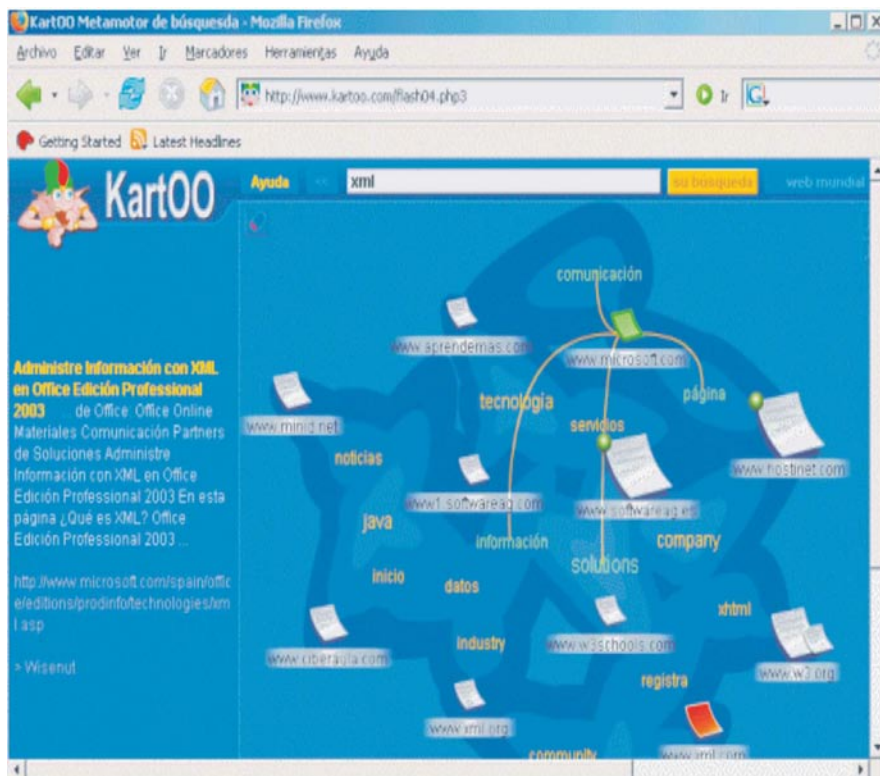 KartOO Metamotor de búsquesda - Mozilla Firefox
Archivo Editar Ver Ir Marcadores Herramientas Ayuda
http://www.kartoo.com/flash04.php3 Ir G
Getting Started Latest Headlines
KartOO
Ayuda << xml su búsqueda web mundial
Administre Información con XML
en Office Edición Professional
2003 ... de Office: Office Online
Materiales Comunicación Partners
de Soluciones Administre
Información con XML en Office
Edición Professional 2003 En esta
página ¿Qué es XML? Office
Edición Professional 2003 ...
http://www.microsoft.com/spain/offic
e/editions/prodinfo/technologies/xm
l.asp
> Wisenut
comunicación
www.aprendemas.com
www.microsoft.com
tecnologia
página
www.minid.net
servicios
noticias
www.hostinet.com
www1.softwareag.com
www.softwareag.es
java
información
company
solutions
inicio
datos
xhtml
www.w3schools.com
industry
www.ciberaula.com
www.w3.org
registra
www.xml.org
www.xml.com
community